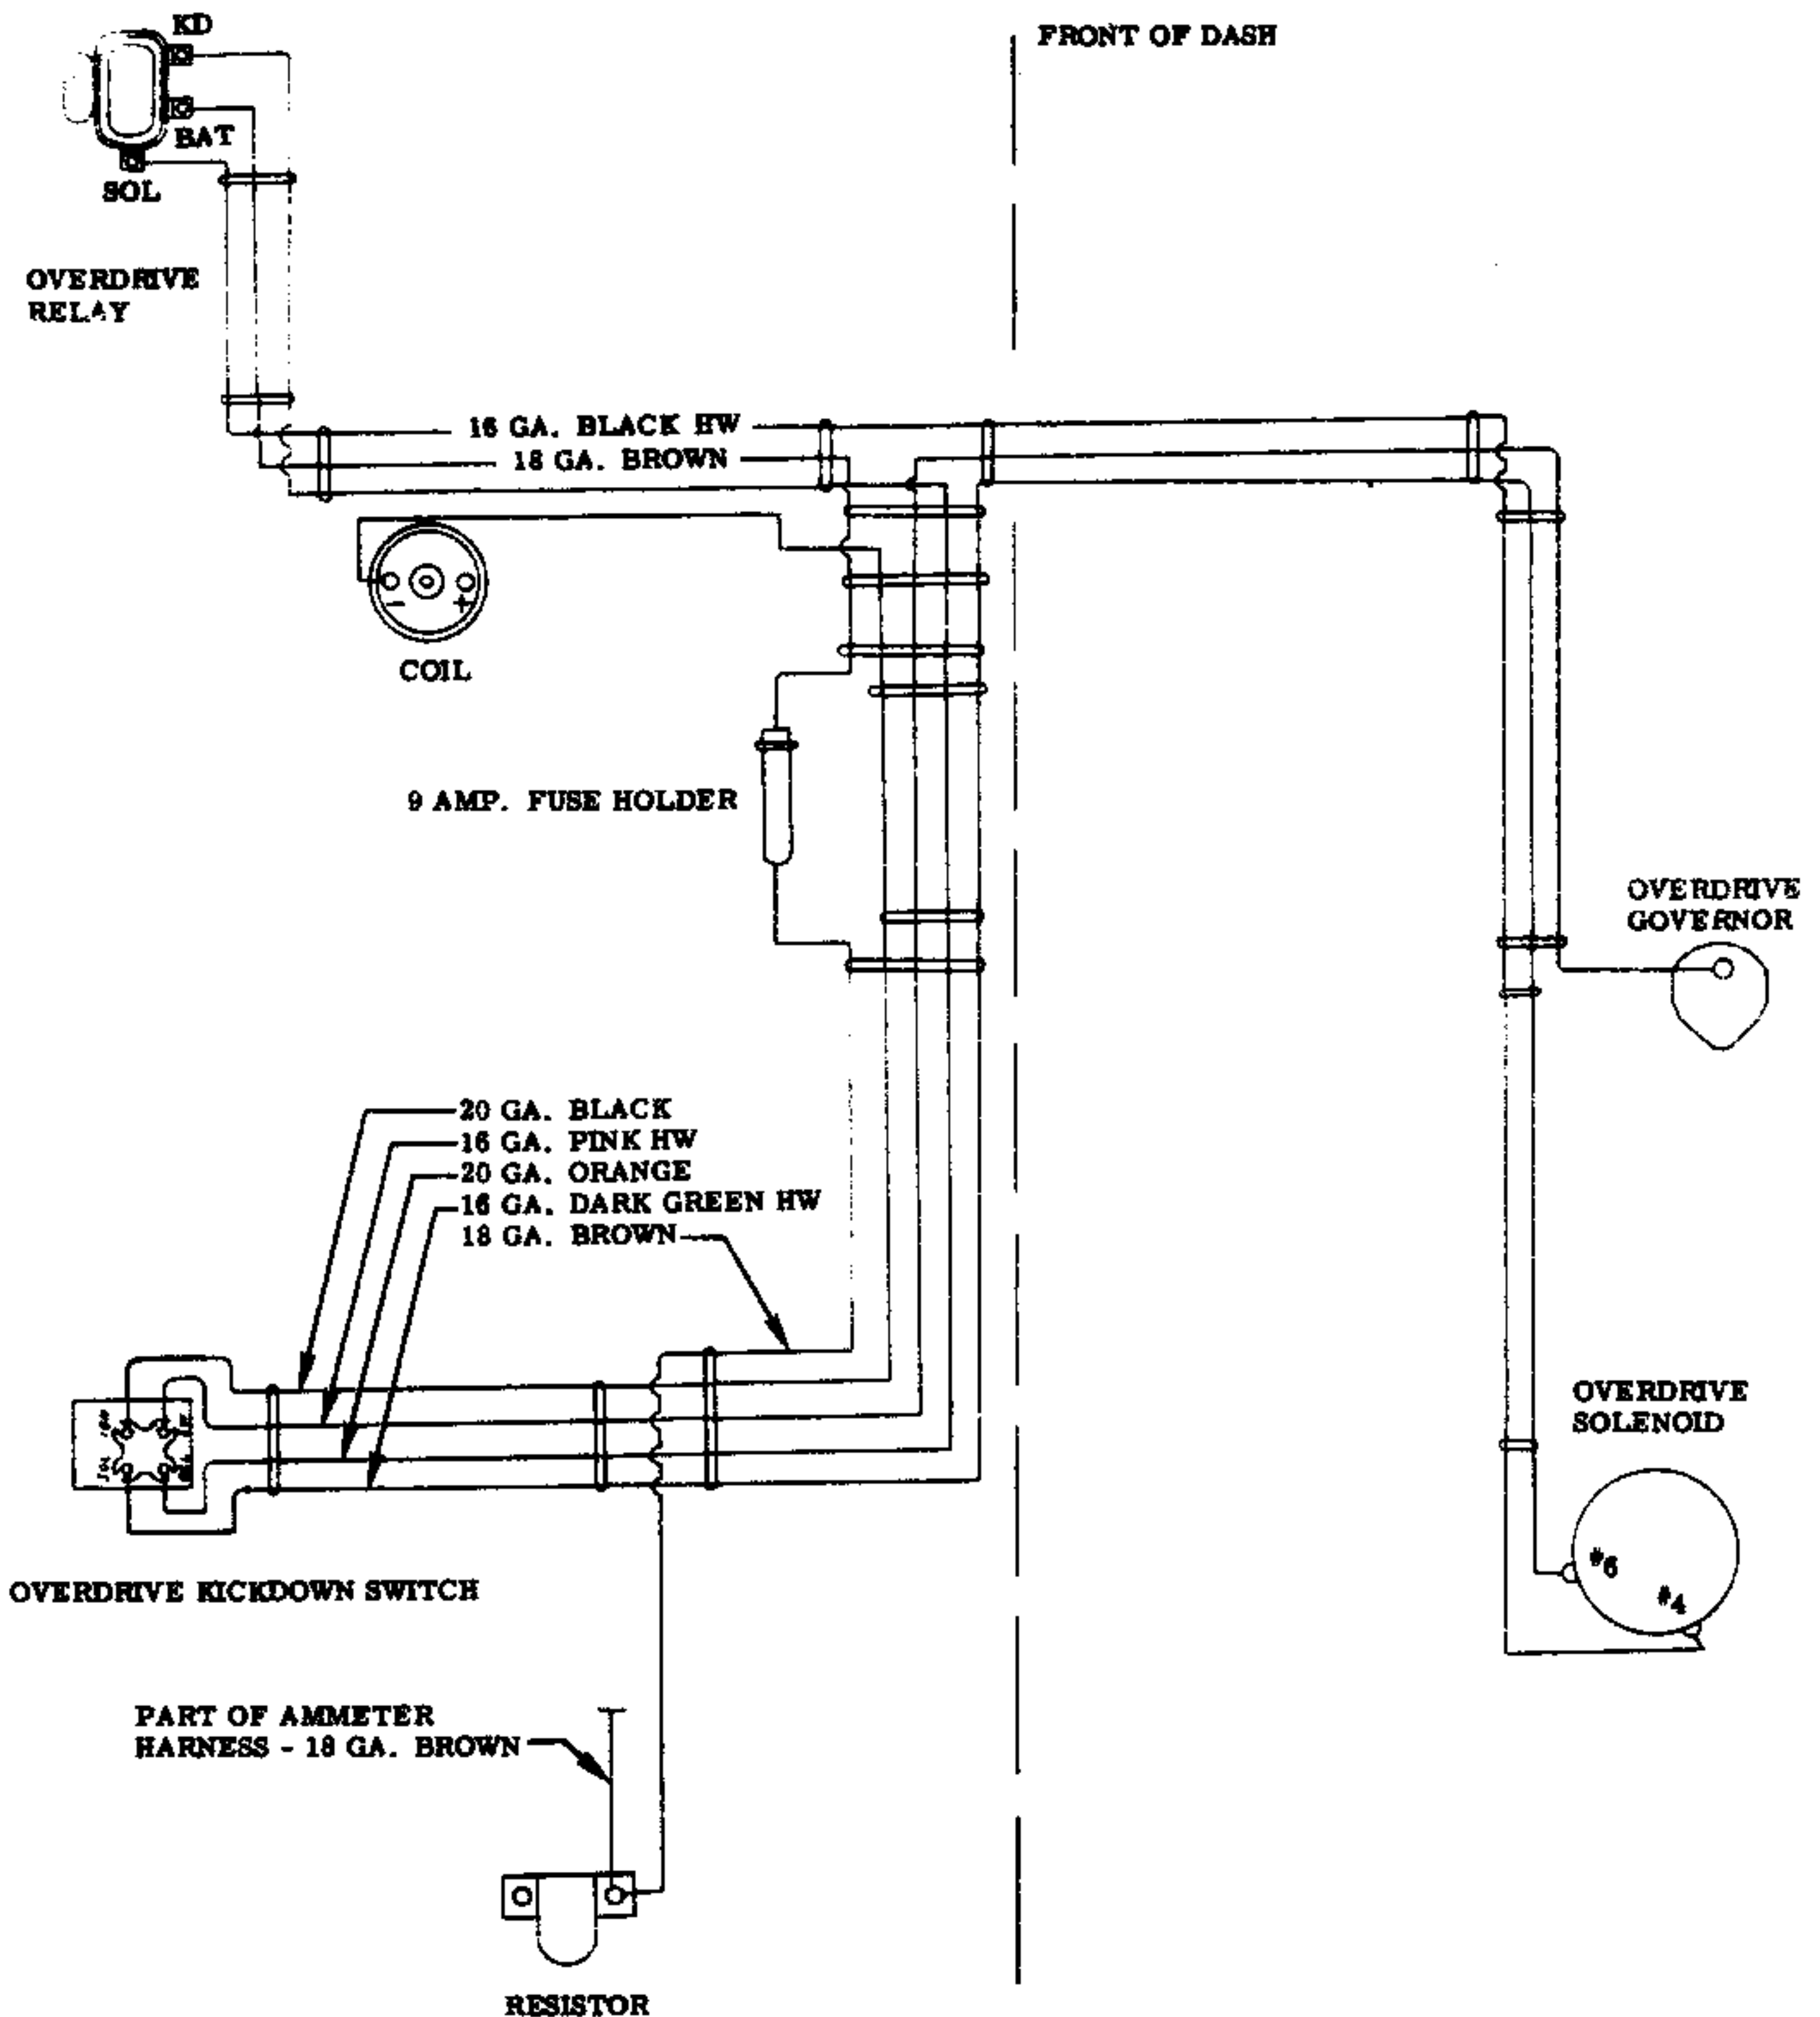 KD
FRONT OF DASH
BAT
SOL
OVERDRIVE
RELAY
16 GA. BLACK HW
18 GA. BROWN
- +
COIL
9 AMP. FUSE HOLDER
OVERDRIVE
GOVERNOR
20 GA. BLACK
16 GA. PINK HW
20 GA. ORANGE
16 GA. DARK GREEN HW
18 GA. BROWN
OVERDRIVE
SOLENOID
#6
#4
OVERDRIVE KICKDOWN SWITCH
PART OF AMMETER
HARNESS - 18 GA. BROWN
RESISTOR